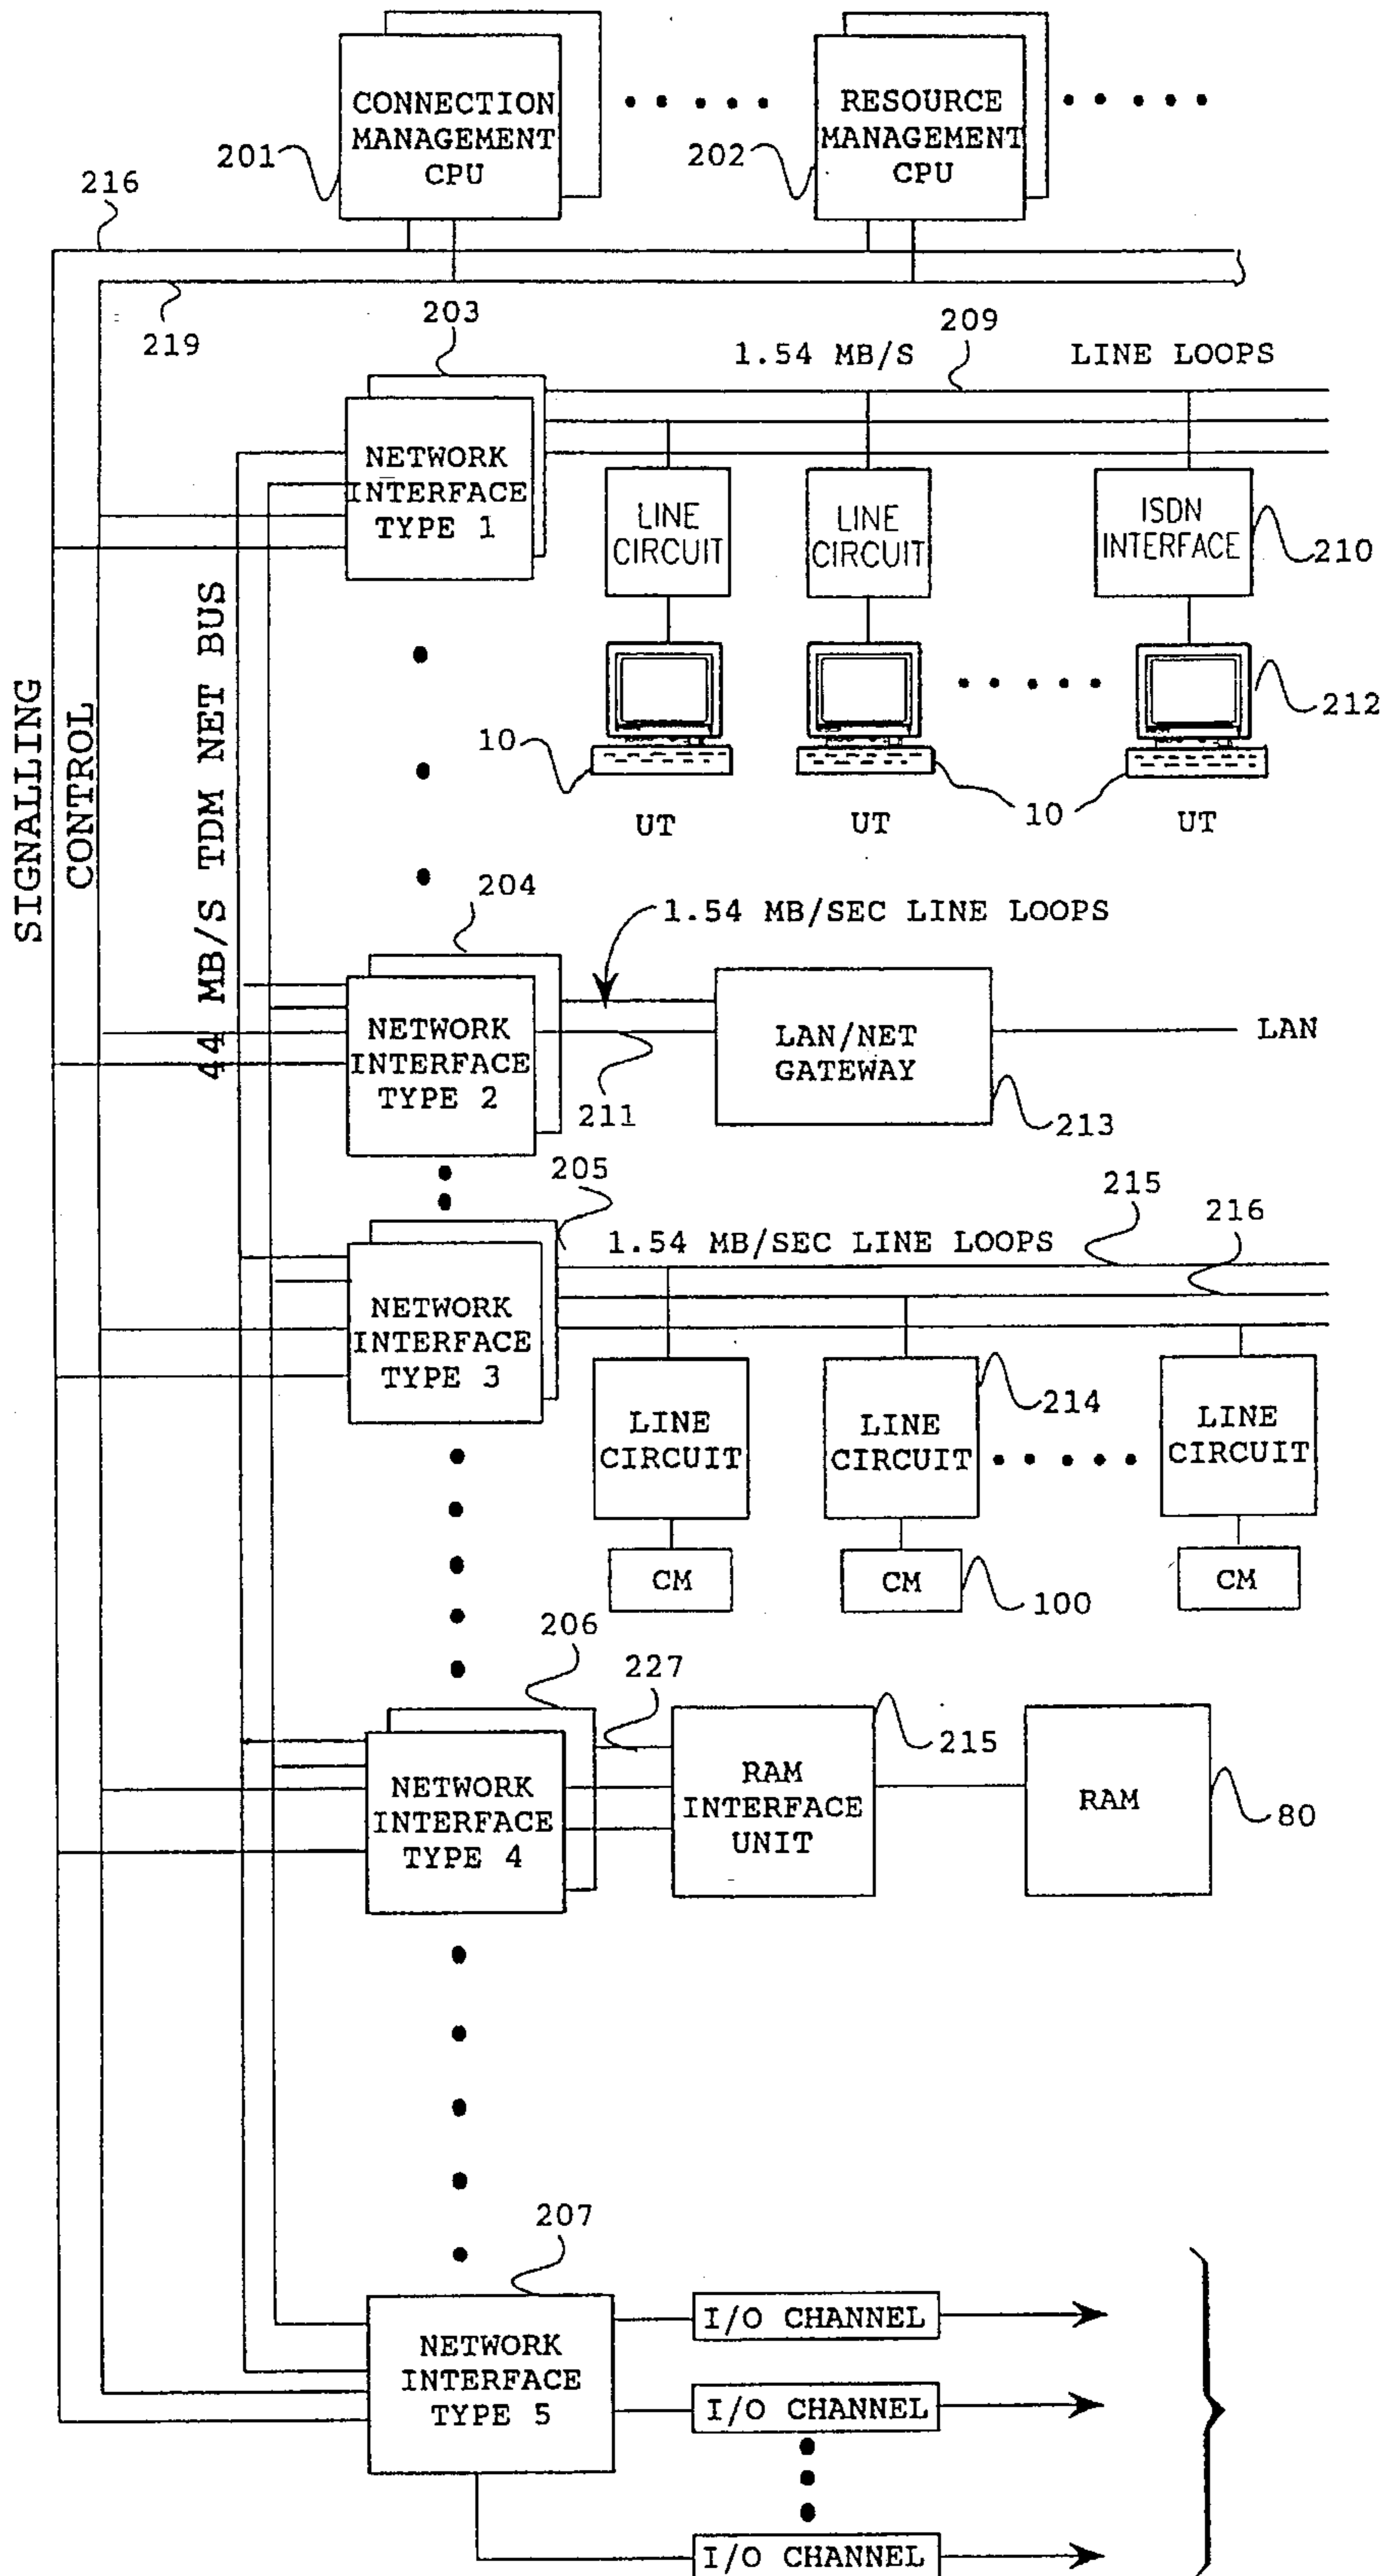 CONNECTION
MANAGEMENT
CPU
RESOURCE
MANAGEMENT
CPU
201
202
216
219
203
209
1.54 MB/S
LINE LOOPS
NETWORK
INTERFACE
TYPE 1
LINE
CIRCUIT
LINE
CIRCUIT
ISDN
INTERFACE
210
212
10
10
UT
UT
UT
SIGNALLING
CONTROL
44 MB/S TDM NET BUS
204
1.54 MB/SEC LINE LOOPS
NETWORK
INTERFACE
TYPE 2
LAN/NET
GATEWAY
LAN
211
213
205
215
216
1.54 MB/SEC LINE LOOPS
NETWORK
INTERFACE
TYPE 3
LINE
CIRCUIT
LINE
CIRCUIT
LINE
CIRCUIT
214
CM
CM
CM
100
206
227
215
NETWORK
INTERFACE
TYPE 4
RAM
INTERFACE
UNIT
RAM
80
207
NETWORK
INTERFACE
TYPE 5
I/O CHANNEL
I/O CHANNEL
I/O CHANNEL